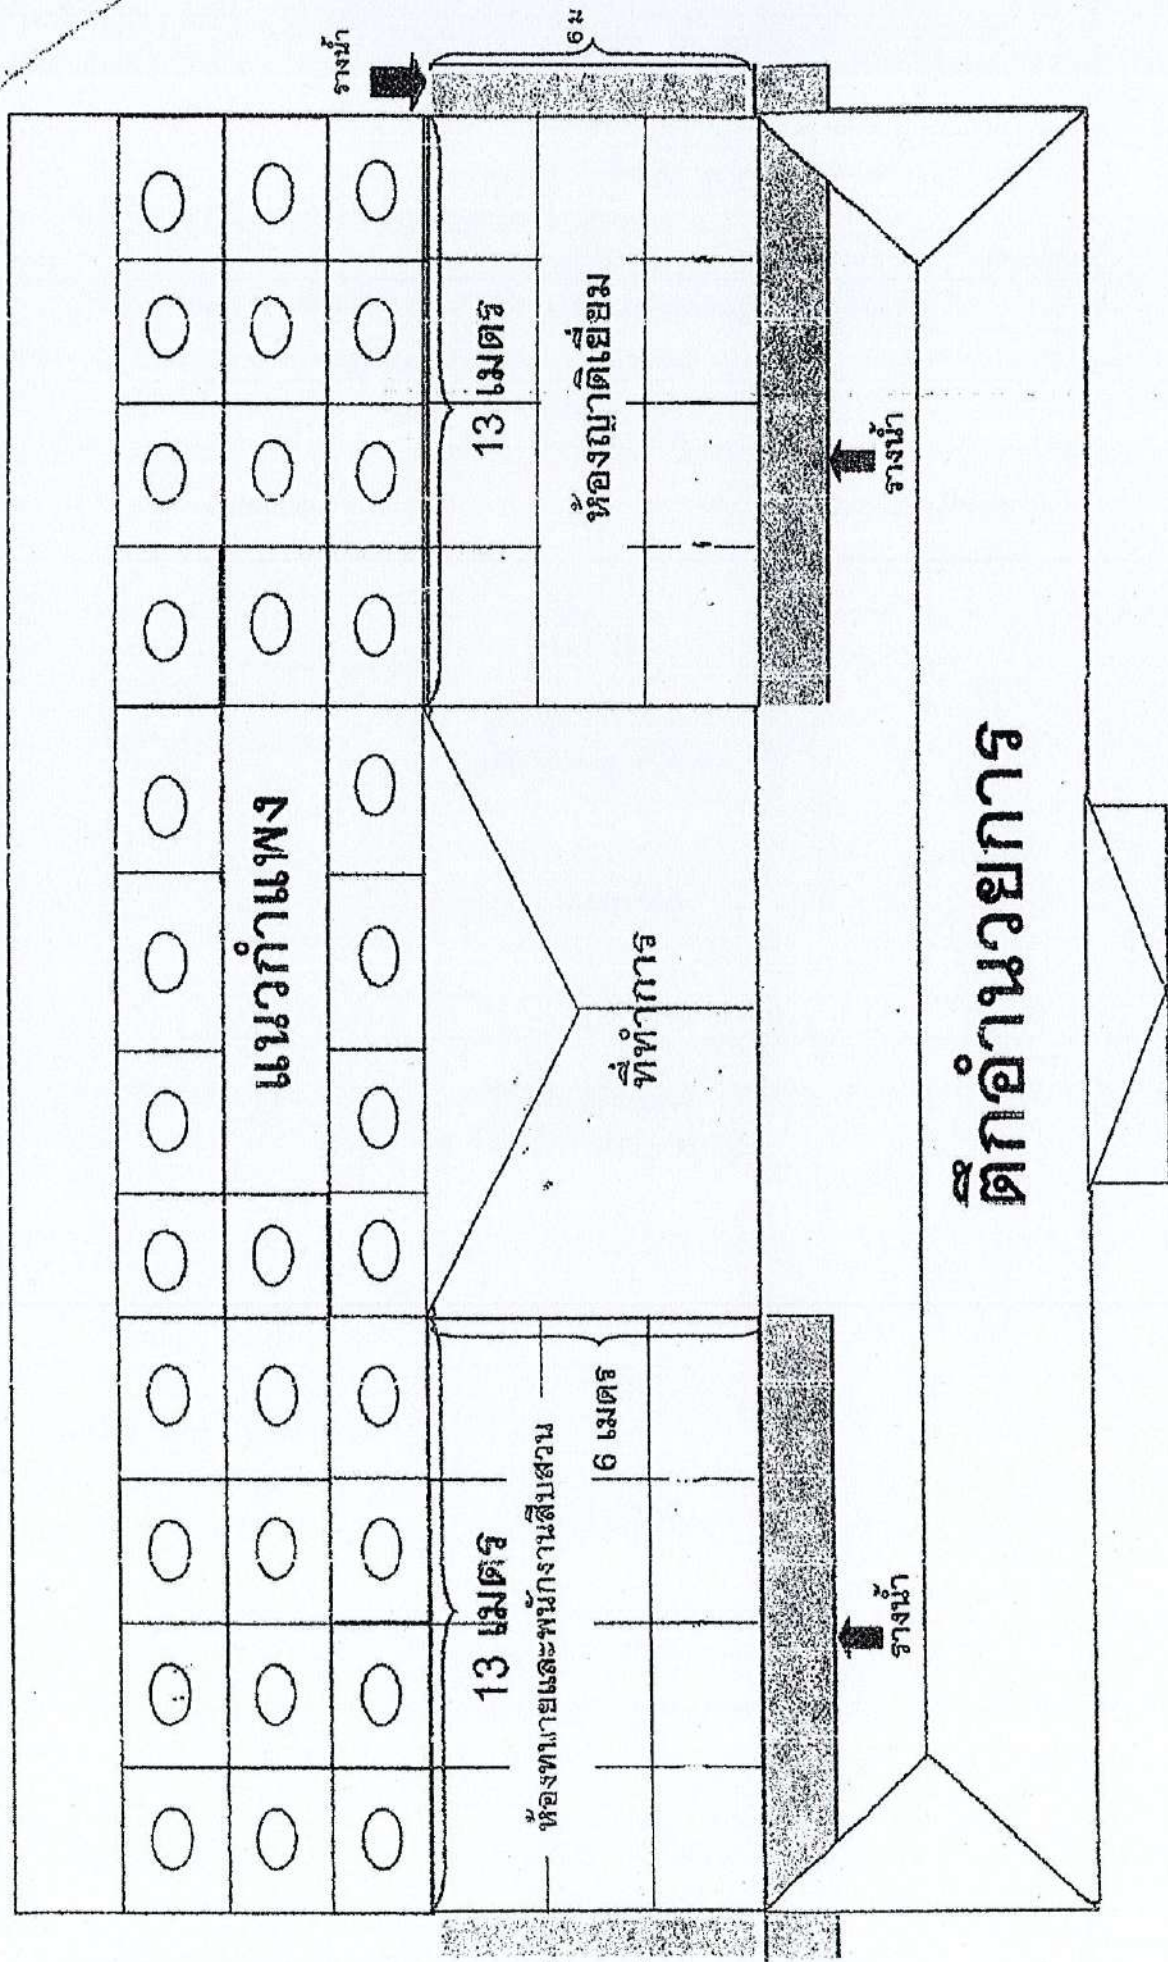 รางน้ำ
6 ม
แนวกำแพง
13 เมตร
13 เมตร
ห้องทนายและพนักงานสืบสวน
6 เมตร
ที่ทำการ
ห้องญาติเยี่ยม
รางน้ำ
รางน้ำ
ตึกอำนวยการ